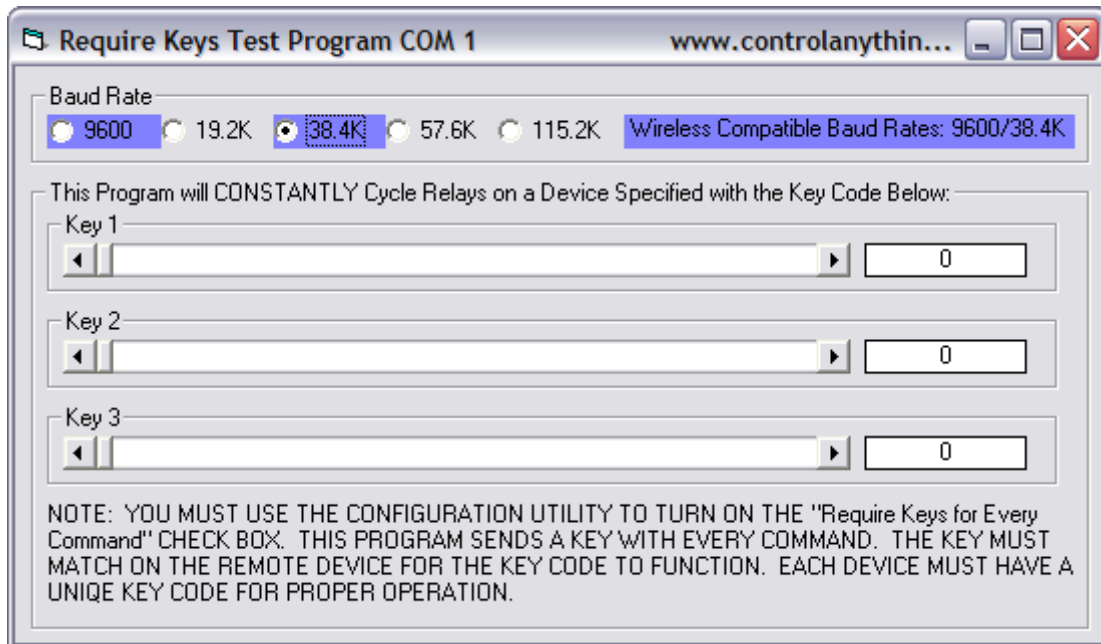 Require Keys Test Program COM 1 www.controlanythin...
Baud Rate
9600 19.2K 38.4K 57.6K 115.2K Wireless Compatible Baud Rates: 9600/38.4K
This Program will CONSTANTLY Cycle Relays on a Device Specified with the Key Code Below:
Key 1
0
Key 2
0
Key 3
0
NOTE: YOU MUST USE THE CONFIGURATION UTILITY TO TURN ON THE "Require Keys for Every
Command" CHECK BOX. THIS PROGRAM SENDS A KEY WITH EVERY COMMAND. THE KEY MUST
MATCH ON THE REMOTE DEVICE FOR THE KEY CODE TO FUNCTION. EACH DEVICE MUST HAVE A
UNIQE KEY CODE FOR PROPER OPERATION.